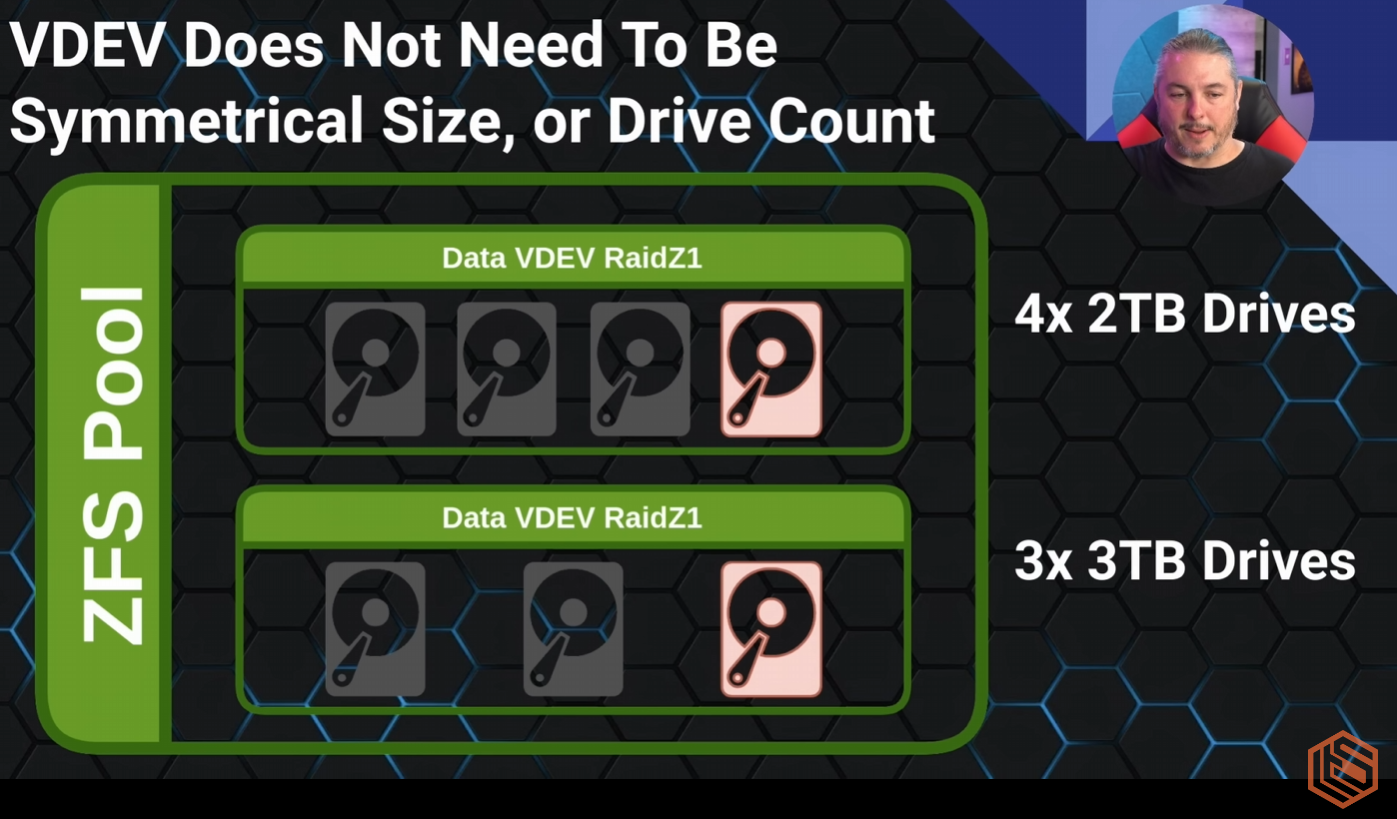 VDEV Does Not Need To Be
Symmetrical Size, or Drive Count
ZFS Pool
Data VDEV RaidZ1
4x 2TB Drives
Data VDEV RaidZ1
3x 3TB Drives